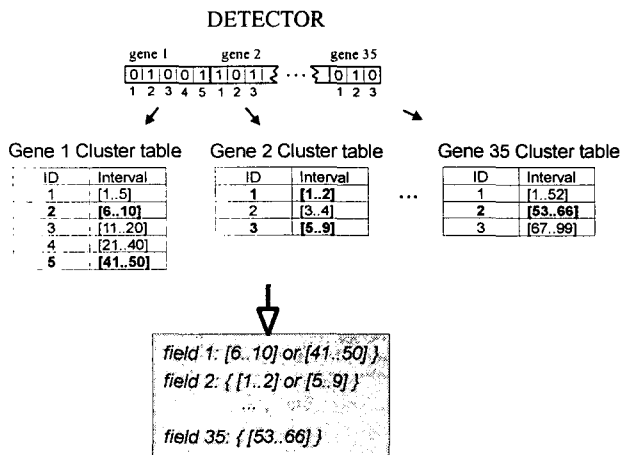 DETECTOR
gene 1 gene 2 gene 35
0 1 0 0 1 1 0 1 ... 0 1 0
1 2 3 4 5 1 2 3 1 2 3
Gene 1 Cluster table Gene 2 Cluster table Gene 35 Cluster table
ID Interval ID Interval ID Interval
1 [1..5] 1 [1..2] 1 [1..52]
2 [6..10] 2 [3..4] ... 2 [53..66]
3 [11..20] 3 [5..9] 3 [67..99]
4 [21..40]
5 [41..50]
field 1: [6..10] or [41..50] }
field 2: { [1..2] or [5..9] }
...
field 35: { [53..66] }